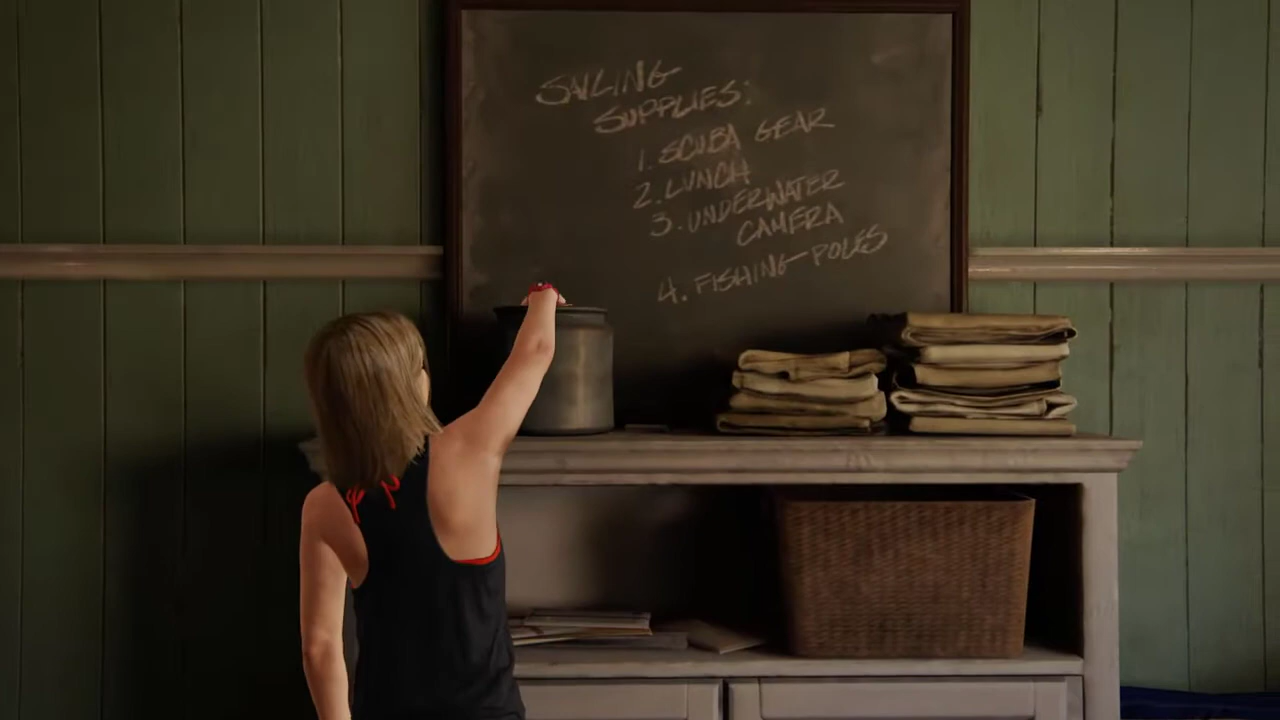 SAILING
SUPPLIES:
1. SCUBA GEAR
2. LUNCH
3. UNDERWATER
CAMERA
4. FISHING POLES